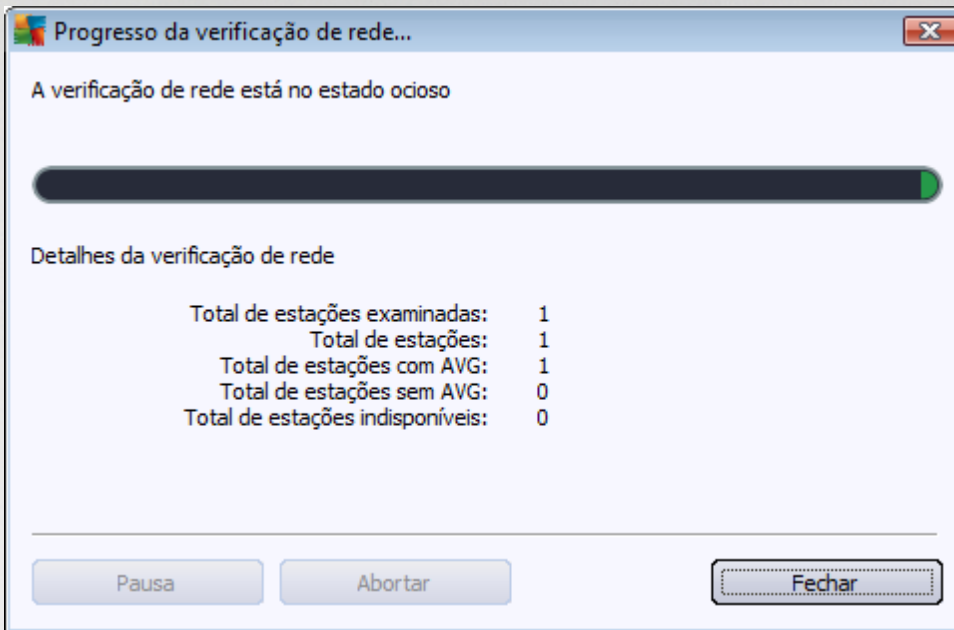 Progresso da verificação de rede...
A verificação de rede está no estado ocioso
Detalhes da verificação de rede
Total de estações examinadas: 1
Total de estações: 1
Total de estações com AVG: 1
Total de estações sem AVG: 0
Total de estações indisponíveis: 0
Pausa Abortar Fechar